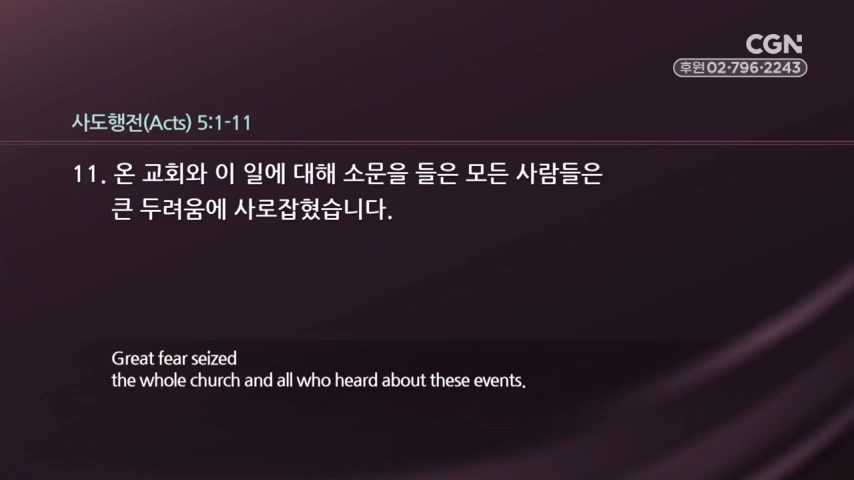 CGN
후원 02·796·2243
사도행전(Acts) 5:1-11
11. 온 교회와 이 일에 대해 소문을 들은 모든 사람들은
큰 두려움에 사로잡혔습니다.
Great fear seized
the whole church and all who heard about these events.